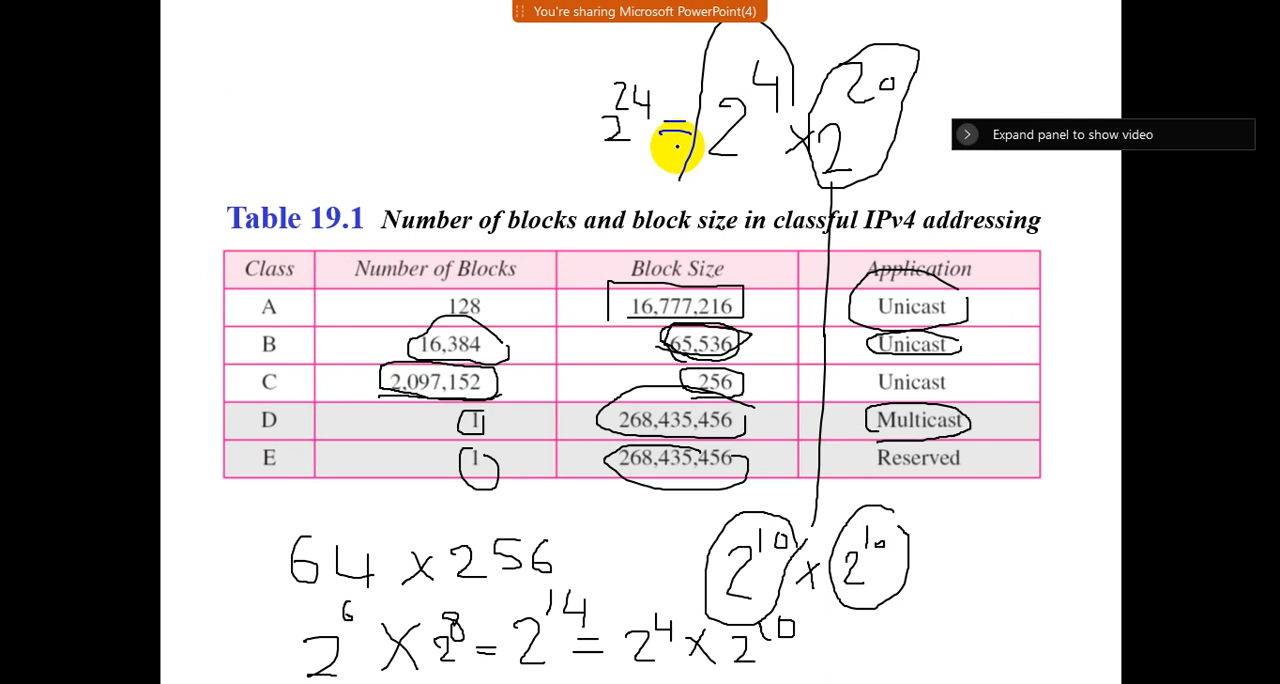 You're sharing Microsoft PowerPoint(4)
2^24 = 2^4 × 2^20
Expand panel to show video
Table 19.1 Number of blocks and block size in classful IPv4 addressing
Class Number of Blocks Block Size Application
A 128 16,777,216 Unicast
B 16,384 65,536 Unicast
C 2,097,152 256 Unicast
D 1 268,435,456 Multicast
E 1 268,435,456 Reserved
64 × 256
2^10 × 2^10
2^6 × 2^8 = 2^14 = 2^4 × 2^10